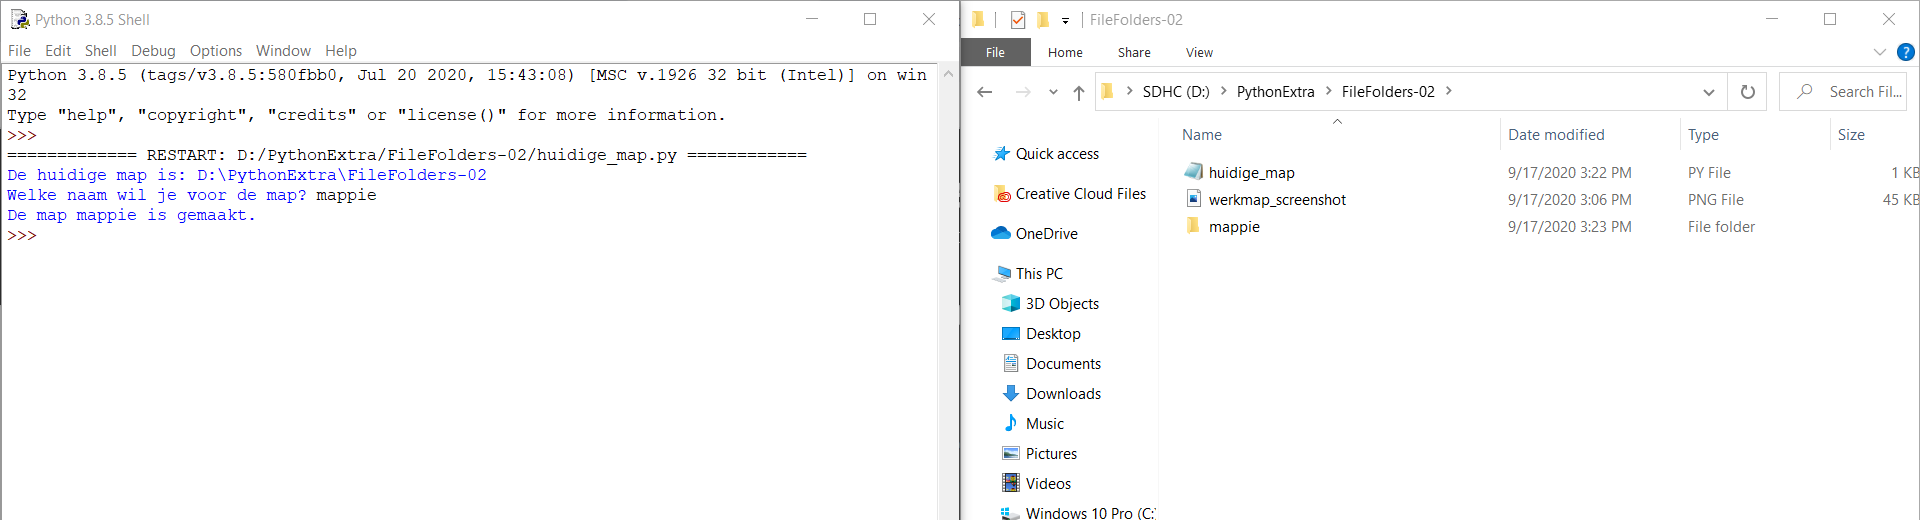 Python 3.8.5 Shell
File Edit Shell Debug Options Window Help
Python 3.8.5 (tags/v3.8.5:580fbb0, Jul 20 2020, 15:43:08) [MSC v.1926 32 bit (Intel)] on win
32
Type "help", "copyright", "credits" or "license()" for more information.
>>>
============= RESTART: D:/PythonExtra/FileFolders-02/huidige_map.py ============
De huidige map is: D:\PythonExtra\FileFolders-02
Welke naam wil je voor de map? mappie
De map mappie is gemaakt.
>>>
FileFolders-02
File Home Share View
SDHC (D:) PythonExtra FileFolders-02 Search Fil...
Quick access
Creative Cloud Files
OneDrive
This PC
3D Objects
Desktop
Documents
Downloads
Music
Pictures
Videos
Windows 10 Pro (C:
Name Date modified Type Size
huidige_map 9/17/2020 3:22 PM PY File 1 KB
werkmap_screenshot 9/17/2020 3:06 PM PNG File 45 KB
mappie 9/17/2020 3:23 PM File folder